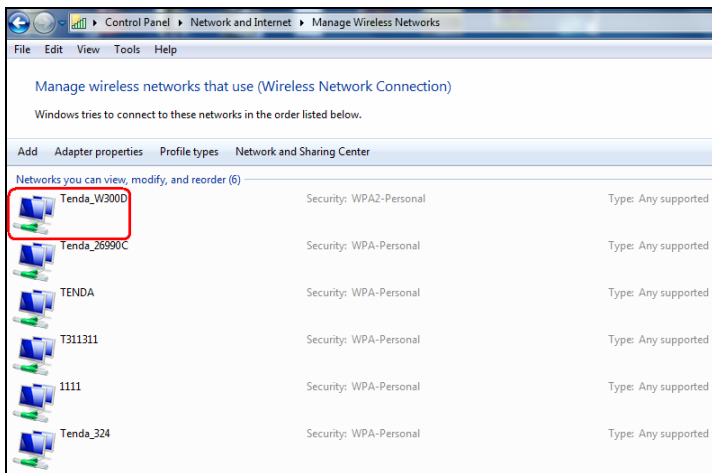 Control Panel ▸ Network and Internet ▸ Manage Wireless Networks
File Edit View Tools Help
Manage wireless networks that use (Wireless Network Connection)
Windows tries to connect to these networks in the order listed below.
Add Adapter properties Profile types Network and Sharing Center
Networks you can view, modify, and reorder (6)
Tenda_W300D Security: WPA2-Personal Type: Any supported
Tenda_26990C Security: WPA-Personal Type: Any supported
TENDA Security: WPA-Personal Type: Any supported
T311311 Security: WPA-Personal Type: Any supported
1111 Security: WPA-Personal Type: Any supported
Tenda_324 Security: WPA-Personal Type: Any supported